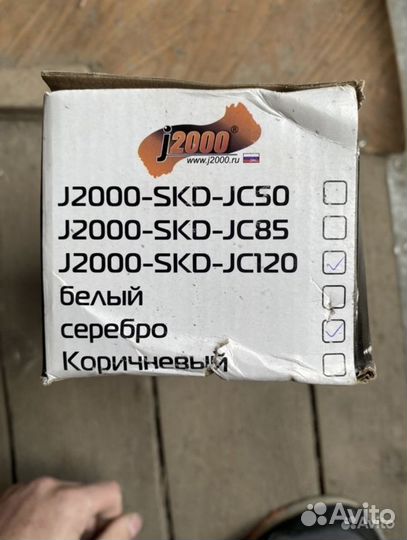 j2000®
www.j2000.ru
J2000-SKD-JC50
J2000-SKD-JC85
J2000-SKD-JC120
белый
серебро
Коричневый
Avito